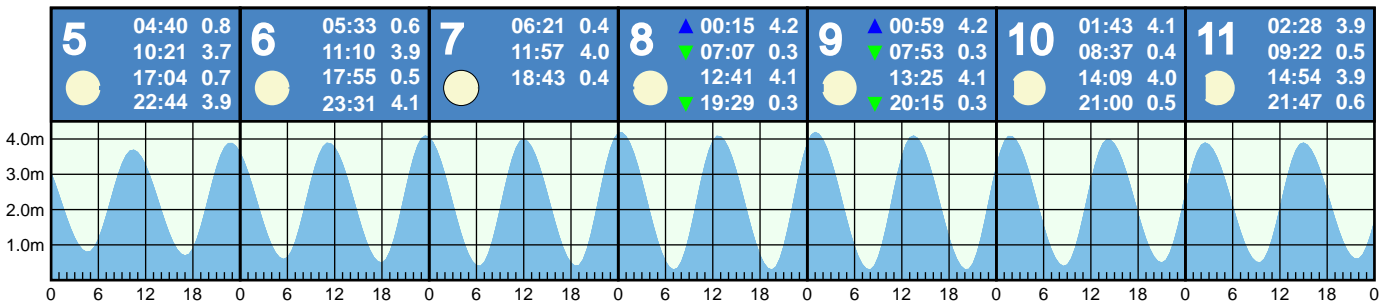 5
04:40 0.8
10:21 3.7
17:04 0.7
22:44 3.9
6
05:33 0.6
11:10 3.9
17:55 0.5
23:31 4.1
7
06:21 0.4
11:57 4.0
18:43 0.4
8
▲ 00:15 4.2
▼ 07:07 0.3
12:41 4.1
▼ 19:29 0.3
9
▲ 00:59 4.2
▼ 07:53 0.3
13:25 4.1
▼ 20:15 0.3
10
01:43 4.1
08:37 0.4
14:09 4.0
21:00 0.5
11
02:28 3.9
09:22 0.5
14:54 3.9
21:47 0.6
4.0m
3.0m
2.0m
1.0m
0 6 12 18 0 6 12 18 0 6 12 18 0 6 12 18 0 6 12 18 0 6 12 18 0 6 12 18 0